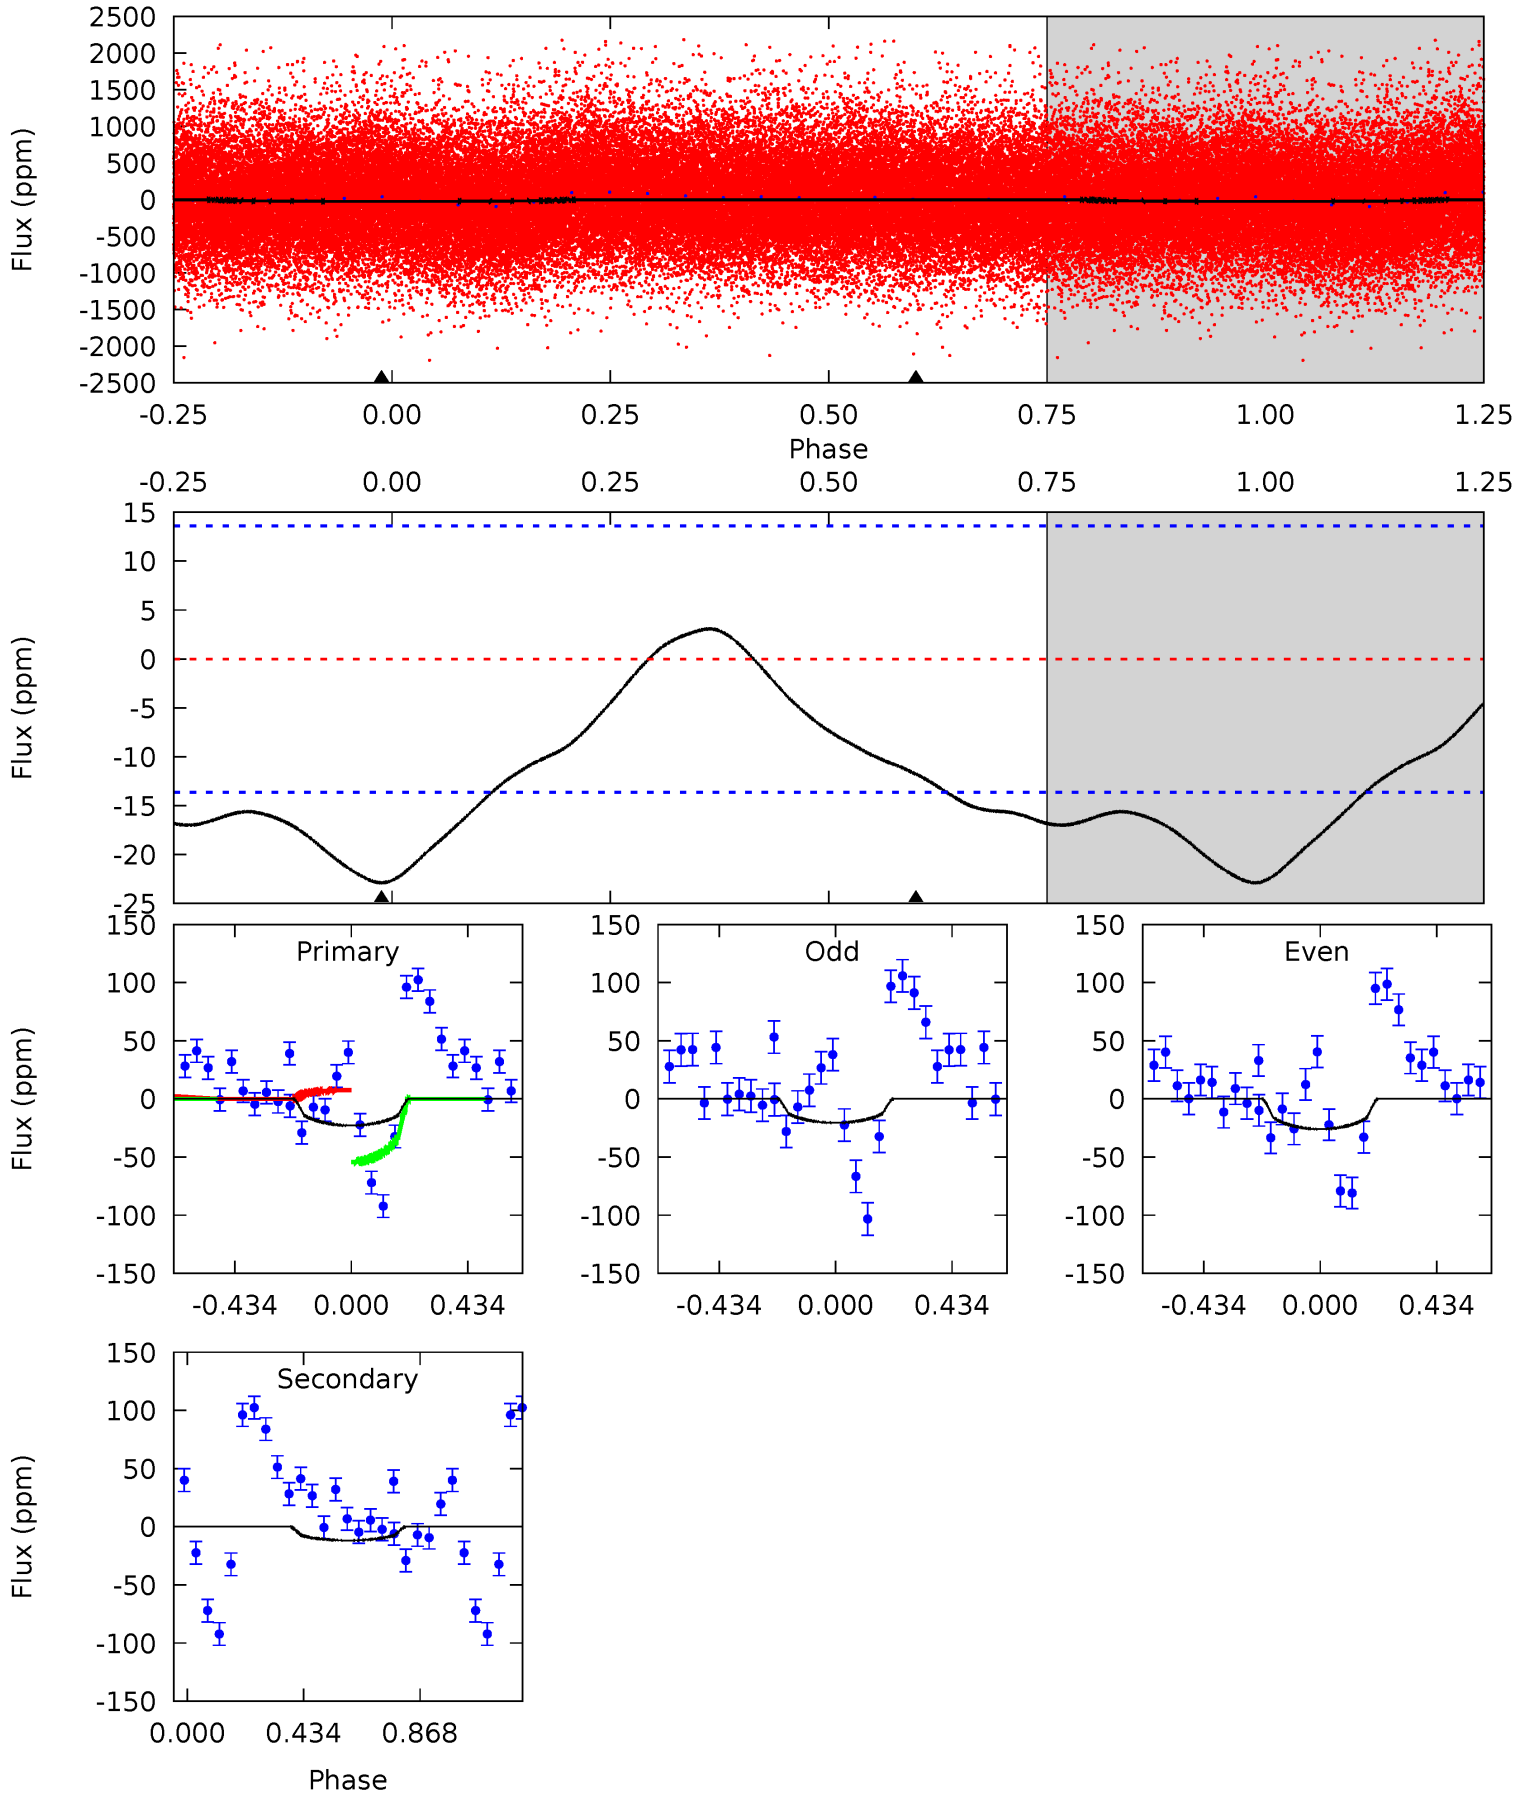 2500
2000
1500
1000
500
0
-500
-1000
-1500
-2000
-2500
Flux (ppm)
-0.25 0.00 0.25 0.50 0.75 1.00 1.25
Phase
-0.25 0.00 0.25 0.50 0.75 1.00 1.25
15
10
5
0
-5
-10
-15
-20
-25
Flux (ppm)
Primary Odd Even
150 150 150
100 100 100
50 50 50
0 0 0
-50 -50 -50
-100 -100 -100
-150 -150 -150
Flux (ppm)
-0.434 0.000 0.434 -0.434 0.000 0.434 -0.434 0.000 0.434
Secondary
150
100
50
0
-50
-100
-150
Flux (ppm)
0.000 0.434 0.868
Phase